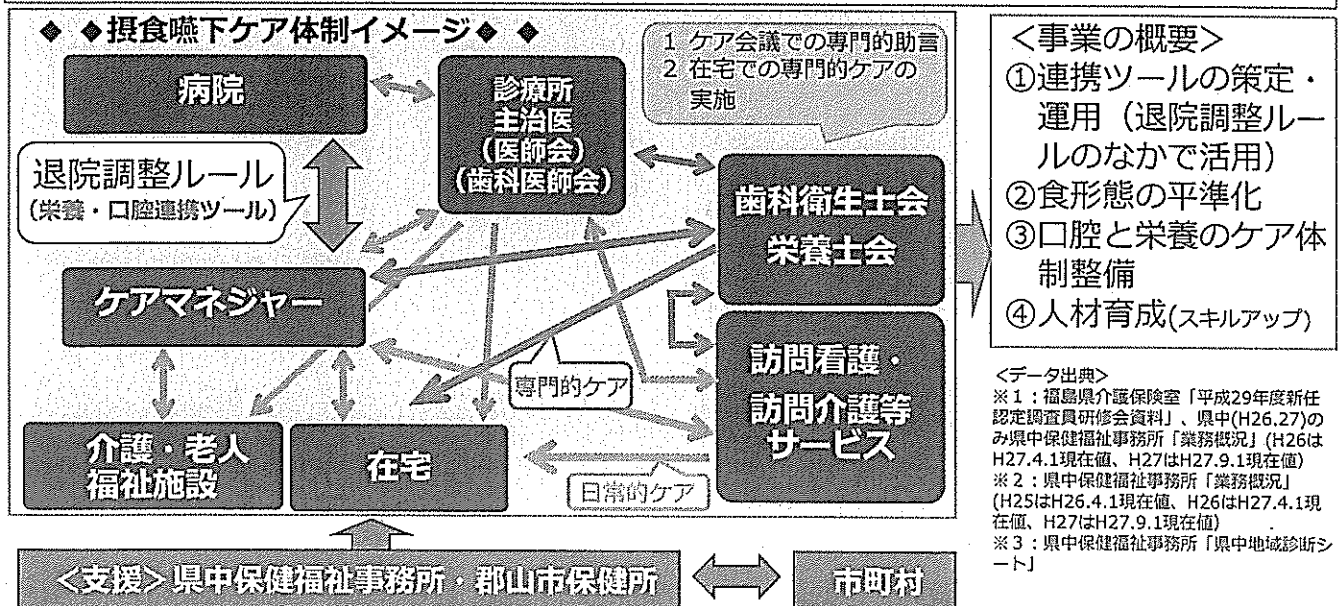 ◆ ◆摂食嚥下ケア体制イメージ◆ ◆
病院
診療所
主治医
(医師会)
(歯科医師会)
1 ケア会議での専門的助言
2 在宅での専門的ケアの
実施
退院調整ルール
(栄養・口腔連携ツール)
歯科衛生士会
栄養士会
ケアマネジャー
専門的ケア
訪問看護・
訪問介護等
サービス
介護・老人
福祉施設
在宅
日常的ケア
<支援>県中保健福祉事務所・郡山市保健所
市町村
<事業の概要>
①連携ツールの策定・
運用(退院調整ルー
ルのなかで活用)
②食形態の平準化
③口腔と栄養のケア体
制整備
④人材育成(スキルアップ)
<データ出典>
※1:福島県介護保険室「平成29年度新任
認定調査員研修会資料」、県中(H26.27)の
み県中保健福祉事務所「業務概況」(H26は
H27.4.1現在値、H27はH27.9.1現在値)
※2:県中保健福祉事務所「業務概況」
(H25はH26.4.1現在値、H26はH27.4.1現
在値、H27はH27.9.1現在値)
※3:県中保健福祉事務所「県中地域診断シ
ート」